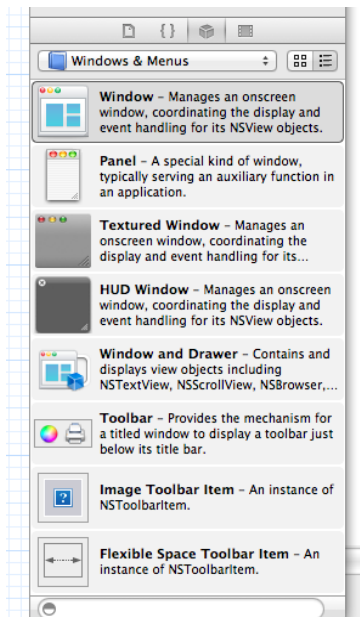 { }
Windows & Menus
Window – Manages an onscreen
window, coordinating the display and
event handling for its NSView objects.
Panel – A special kind of window,
typically serving an auxiliary function in
an application.
Textured Window – Manages an
onscreen window, coordinating the
display and event handling for its...
HUD Window – Manages an onscreen
window, coordinating the display and
event handling for its NSView objects.
Window and Drawer – Contains and
displays view objects including
NSTextView, NSScrollView, NSBrowser,...
Toolbar – Provides the mechanism for
a titled window to display a toolbar just
below its title bar.
Image Toolbar Item – An instance of
NSToolbarItem.
?
Flexible Space Toolbar Item – An
instance of NSToolbarItem.